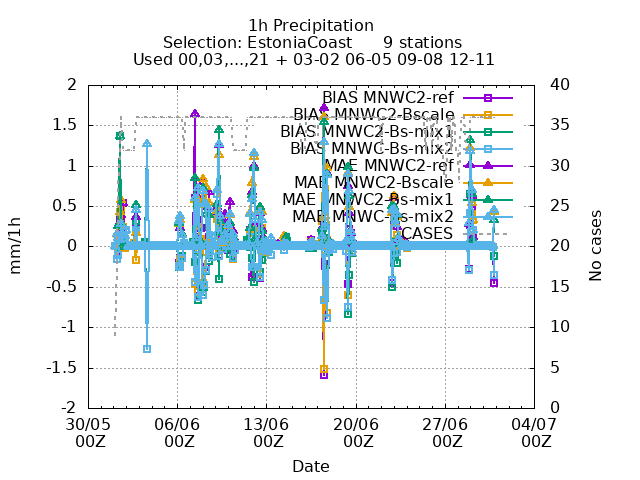 1h Precipitation
Selection: EstoniaCoast 9 stations
Used 00,03,...,21 + 03-02 06-05 09-08 12-11
BIAS MNWC2-ref
BIAS MNWC2-Bscale
BIAS MNWC2-Bs-mix1
BIAS MNWC-Bs-mix2
MAE MNWC2-ref
MAE MNWC2-Bscale
MAE MNWC2-Bs-mix1
MAE MNWC-Bs-mix2
CASES
2 1.5 1 0.5 0 -0.5 -1 -1.5 -2
40 35 30 25 20 15 10 5 0
mm/1h
No cases
30/05 06/06 13/06 20/06 27/06 04/07
00Z 00Z 00Z 00Z 00Z 00Z
Date